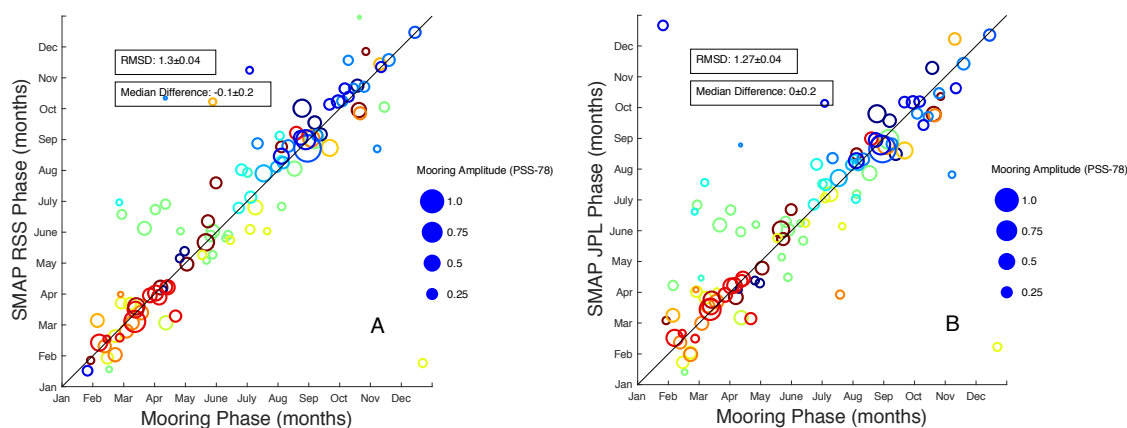 SMAP RSS Phase (months)
Dec
Nov
Oct
Sep
Aug
July
June
May
Apr
Mar
Feb
Jan
RMSD: 1.3±0.04
Median Difference: -0.1±0.2
A
Jan Feb Mar Apr May June July Aug Sep Oct Nov Dec
Mooring Phase (months)
Mooring Amplitude (PSS-78)
1.0
0.75
0.5
0.25
SMAP JPL Phase (months)
Dec
Nov
Oct
Sep
Aug
July
June
May
Apr
Mar
Feb
Jan
RMSD: 1.27±0.04
Median Difference: 0±0.2
B
Jan Feb Mar Apr May June July Aug Sep Oct Nov Dec
Mooring Phase (months)
Mooring Amplitude (PSS-78)
1.0
0.75
0.5
0.25